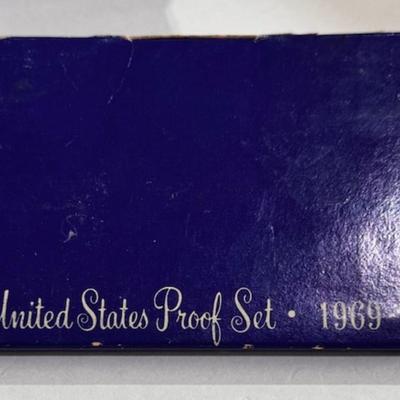 United States Proof Set • 1969